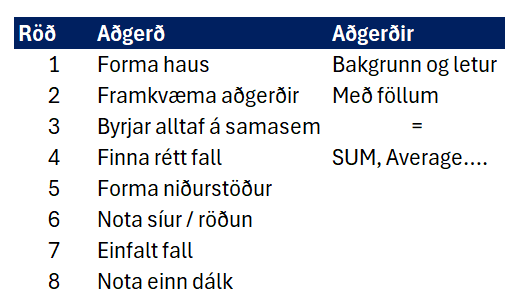 Röð Aðgerð Aðgerðir
1 Forma haus Bakgrunn og letur
2 Framkvæma aðgerðir Með föllum
3 Byrjar alltaf á samasem =
4 Finna rétt fall SUM, Average....
5 Forma niðurstöður
6 Nota síur / röðun
7 Einfalt fall
8 Nota einn dálk